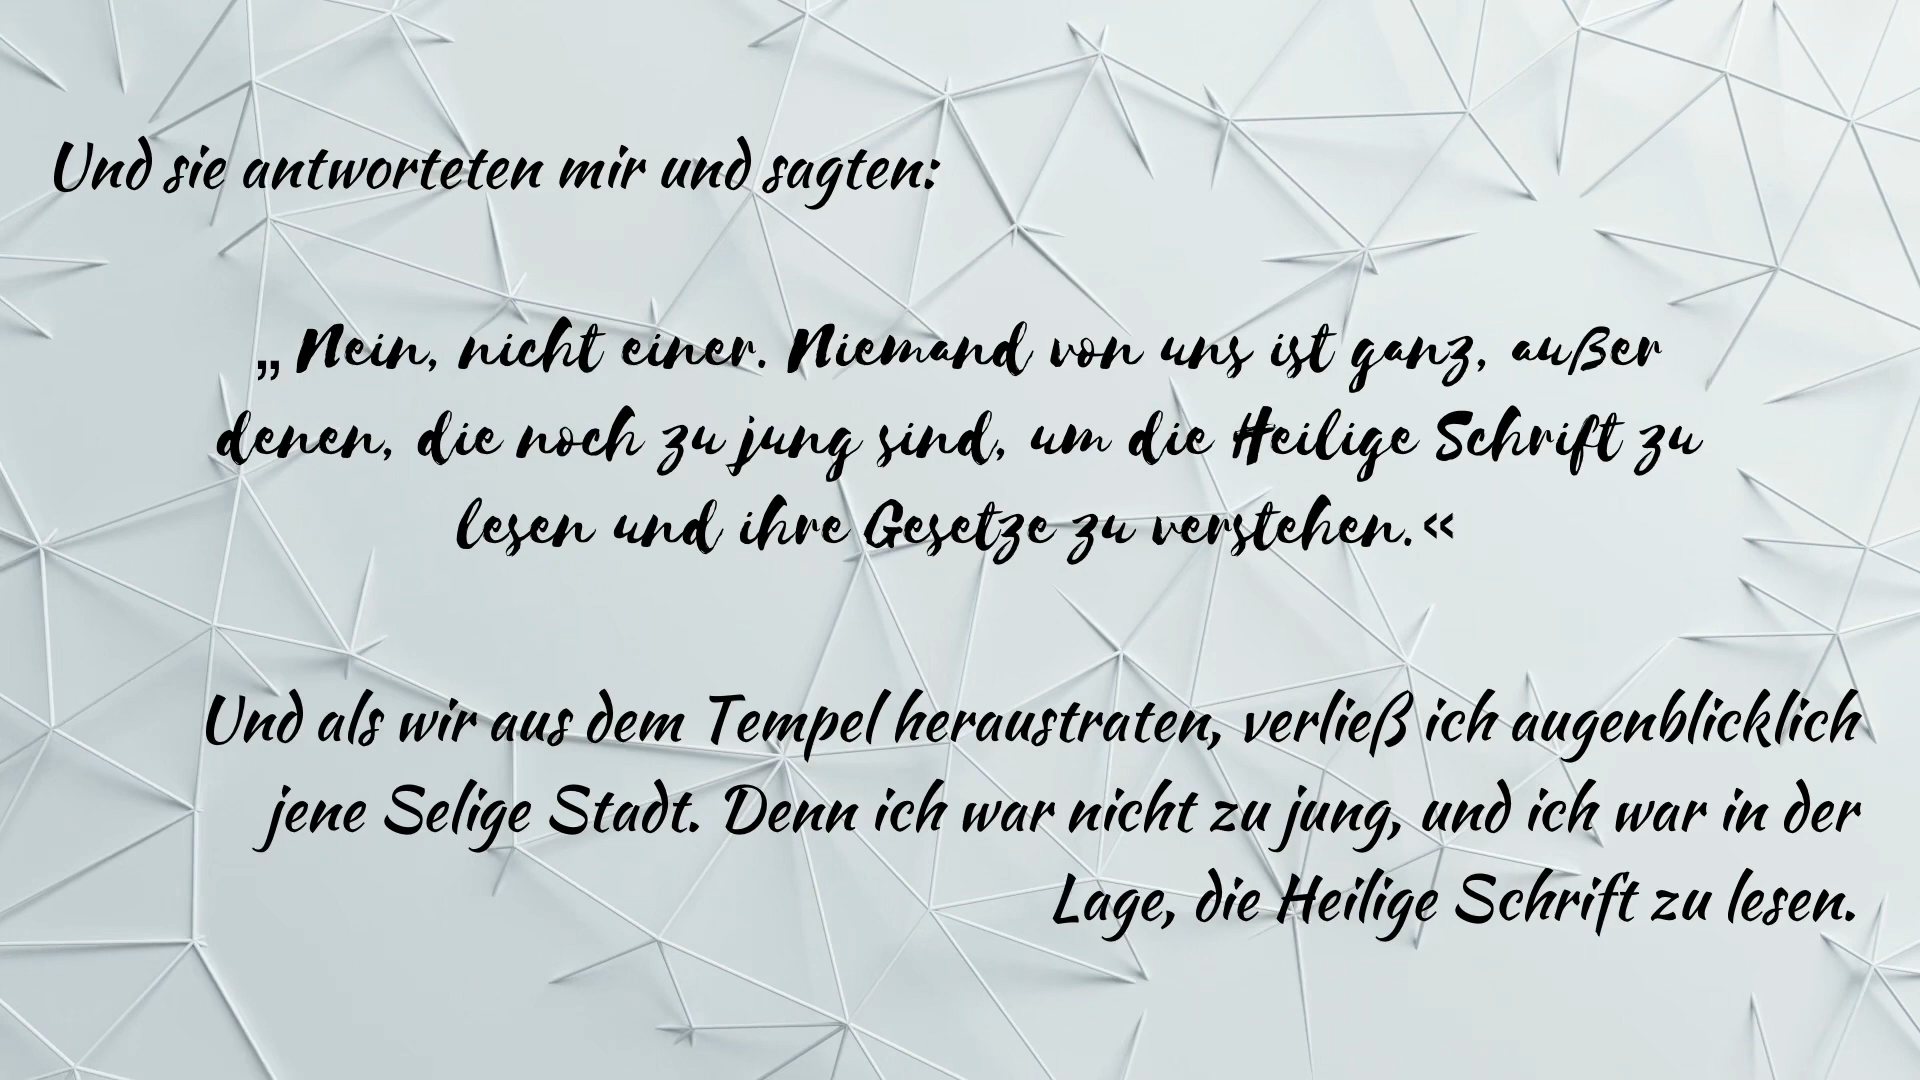 Und sie antworteten mir und sagten:
„Nein, nicht einer. Niemand von uns ist ganz, außer
denen, die noch zu jung sind, um die Heilige Schrift zu
lesen und ihre Gesetze zu verstehen.«
Und als wir aus dem Tempel heraustraten, verließ ich augenblicklich
jene Selige Stadt. Denn ich war nicht zu jung, und ich war in der
Lage, die Heilige Schrift zu lesen.